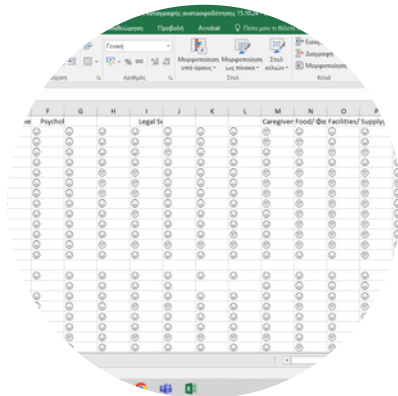 καταγραφής ανατροφοδότησης 15.10.24
Προβολή Acrobat Πείτε μου τι θέλετε
Γενική
% 000
Μορφοποίηση Μορφοποίηση Στυλ
υπό όρους ως πίνακα κελιών
Διαγραφή
Μορφοποίηση
Αριθμός Στυλ Κελιά
F G H I J K L M N O P
Psychol Legal Se Caregiver Food/ Φα Facilities/ Supply